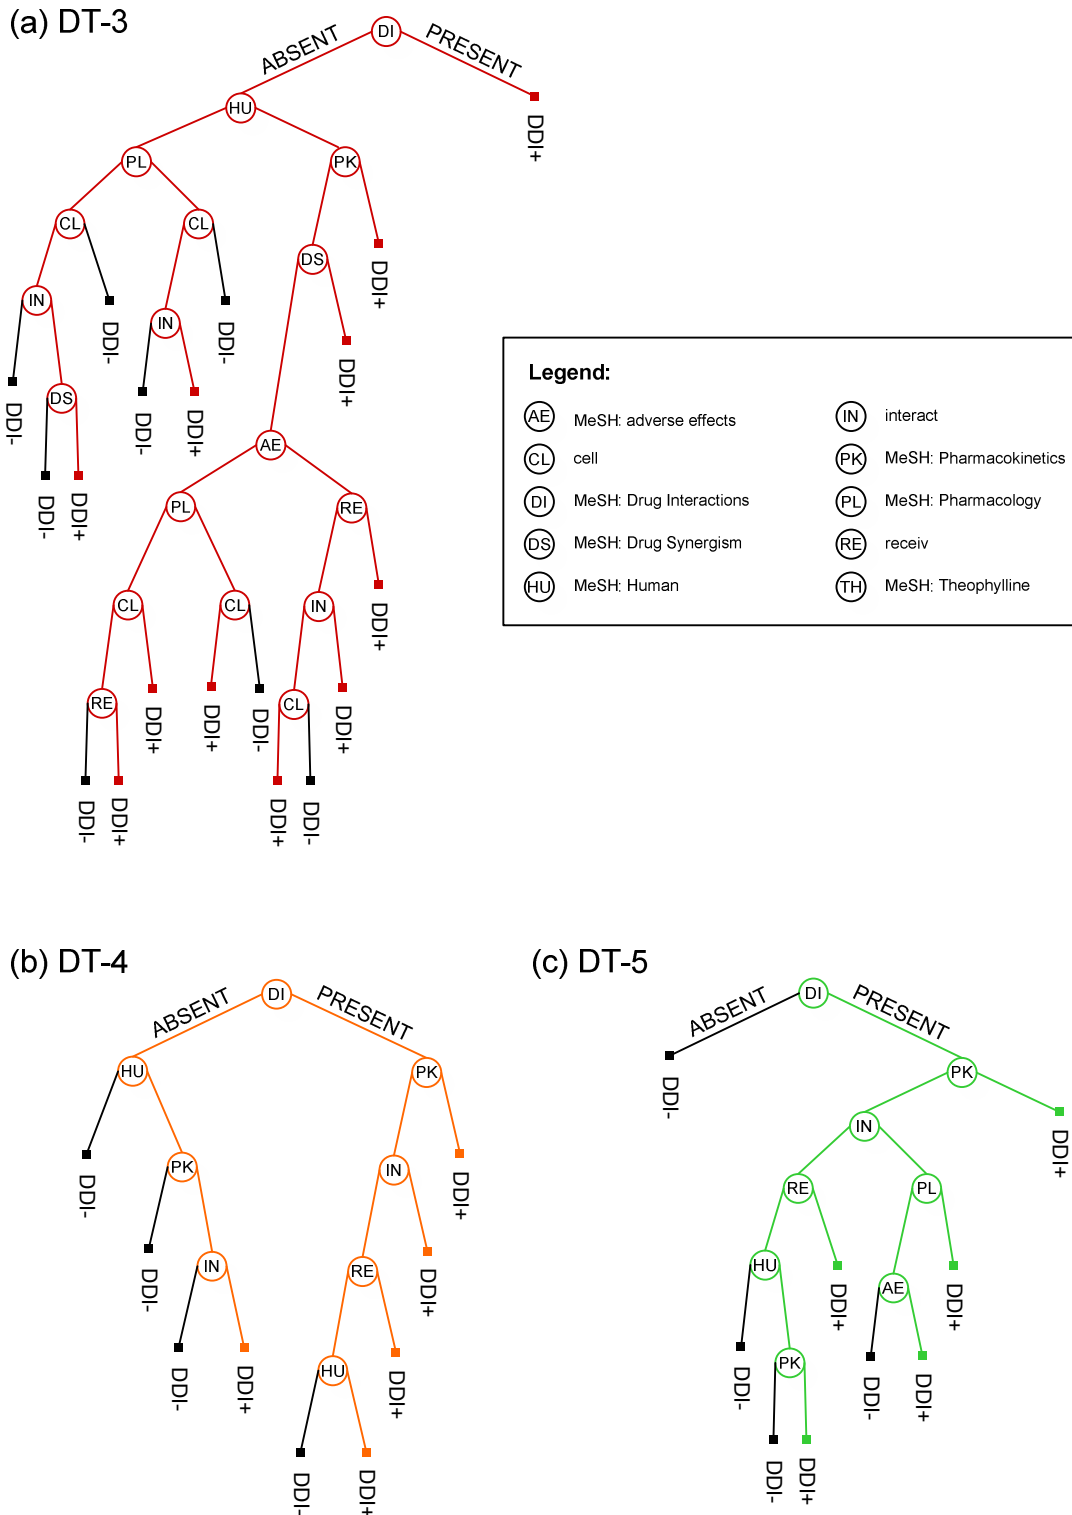 (a) DT-3
DI
ABSENT
PRESENT
HU
DDI+
PL
PK
CL
CL
DS
DDI+
IN
DDI-
IN
DDI-
DDI+
DDI-
DS
DDI-
DDI+
DDI-
DDI+
AE
PL
RE
CL
CL
IN
DDI+
RE
DDI+
DDI+
DDI-
CL
DDI+
DDI-
DDI+
DDI+
DDI-
Legend:
AE MeSH: adverse effects
IN interact
CL cell
PK MeSH: Pharmacokinetics
DI MeSH: Drug Interactions
PL MeSH: Pharmacology
DS MeSH: Drug Synergism
RE receiv
HU MeSH: Human
TH MeSH: Theophylline
(b) DT-4
DI
ABSENT
PRESENT
HU
PK
DDI-
PK
IN
DDI+
DDI-
IN
RE
DDI+
DDI-
DDI+
HU
DDI+
DDI-
DDI+
(c) DT-5
DI
ABSENT
PRESENT
DDI-
PK
IN
DDI+
RE
PL
HU
DDI+
AE
DDI+
DDI-
PK
DDI-
DDI+
DDI-
DDI+